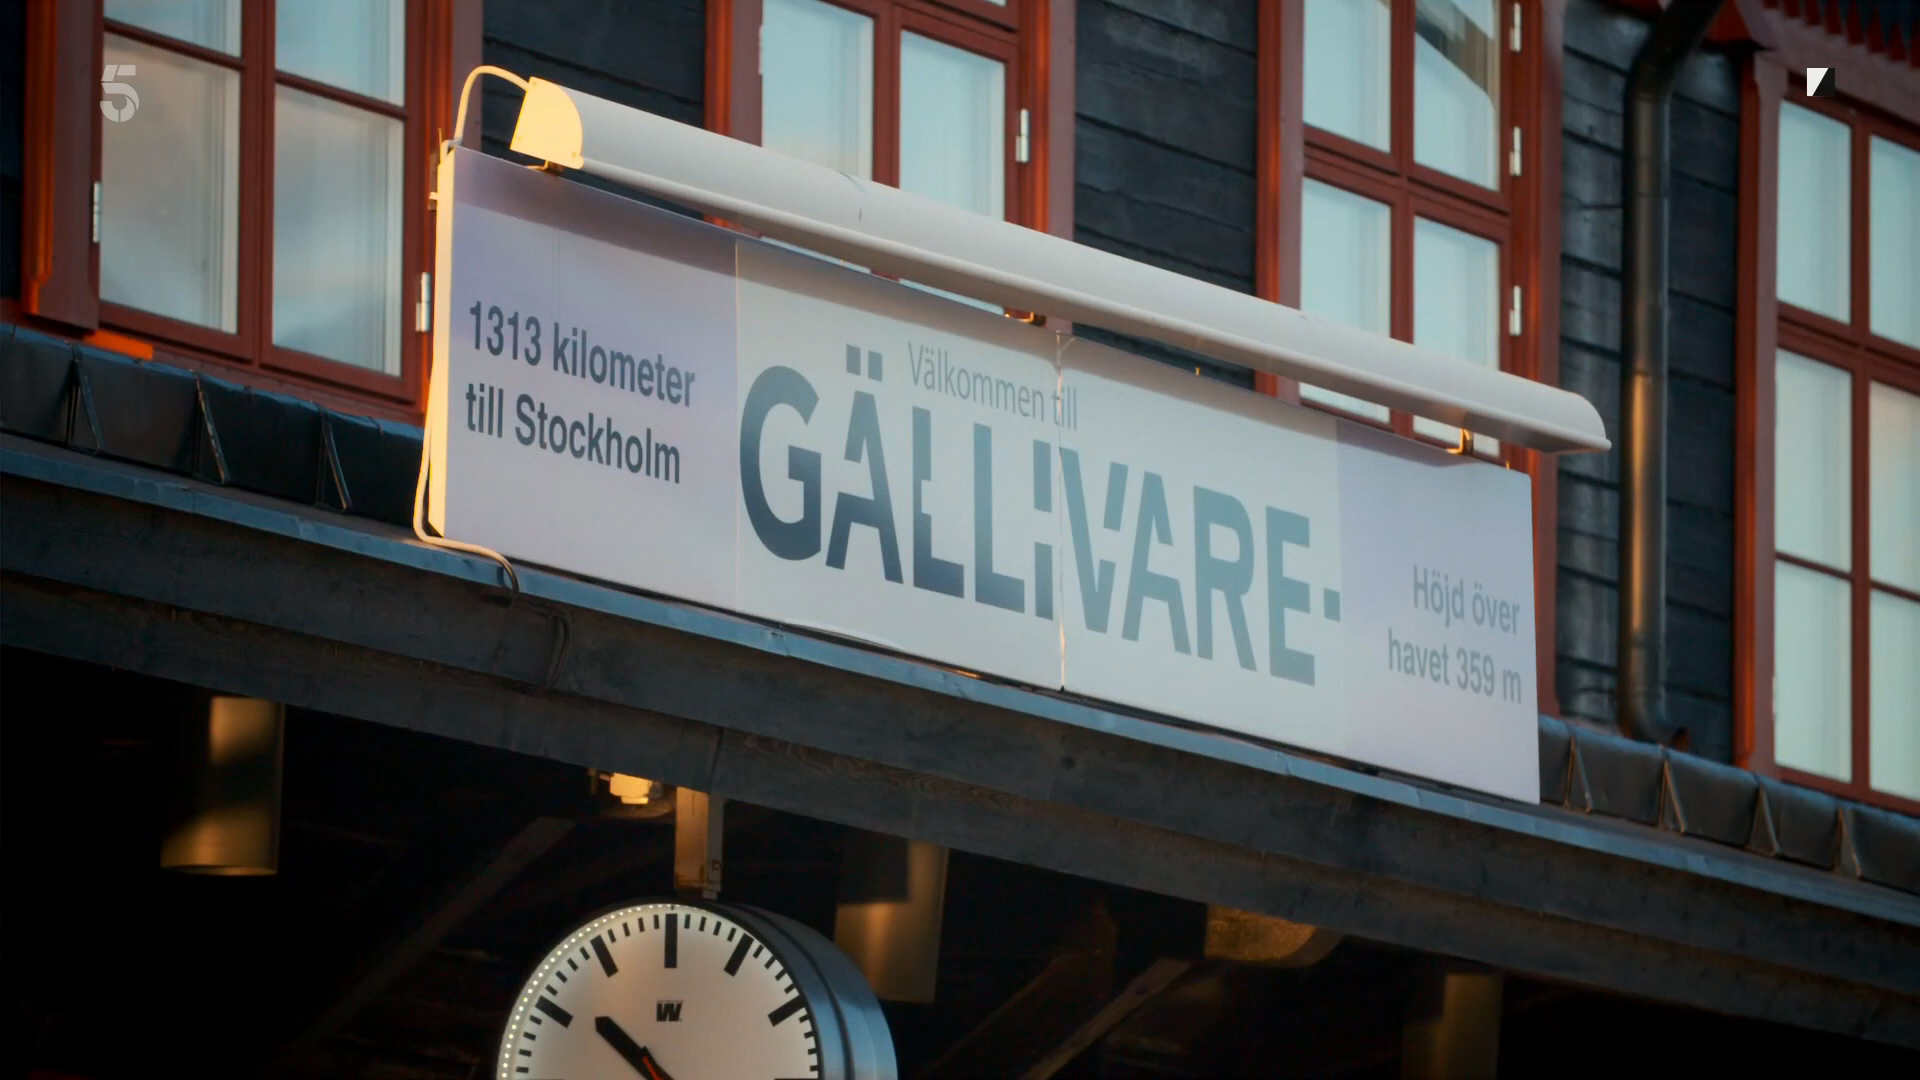 5
1313 kilometer
till Stockholm
Välkommen till
GÄLLIVARE
Höjd över
havet 359 m
W